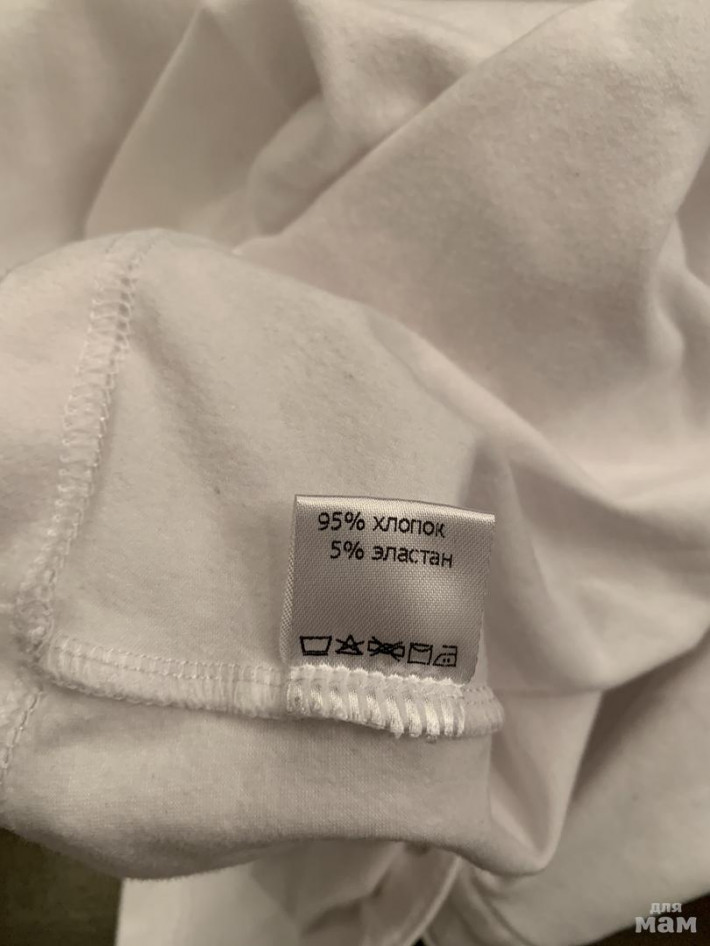 95% хлопок
5% эластан
для
мам